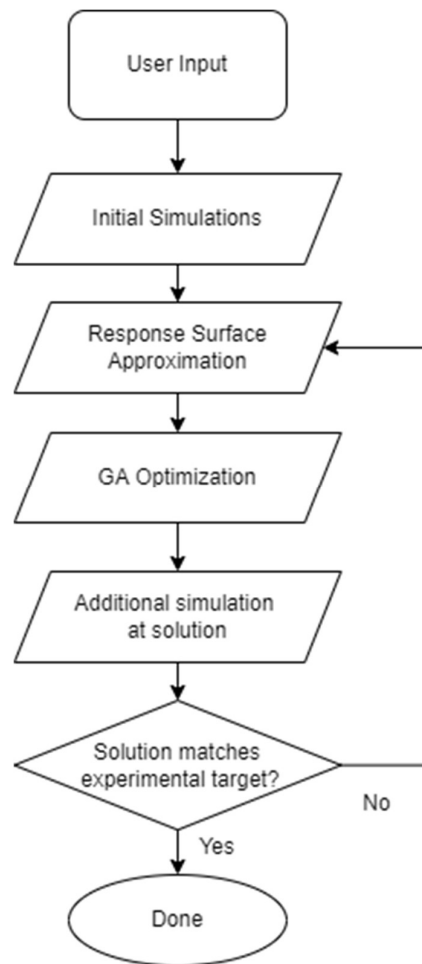 User Input
Initial Simulations
Response Surface
Approximation
GA Optimization
Additional simulation
at solution
Solution matches
experimental target?
No
Yes
Done